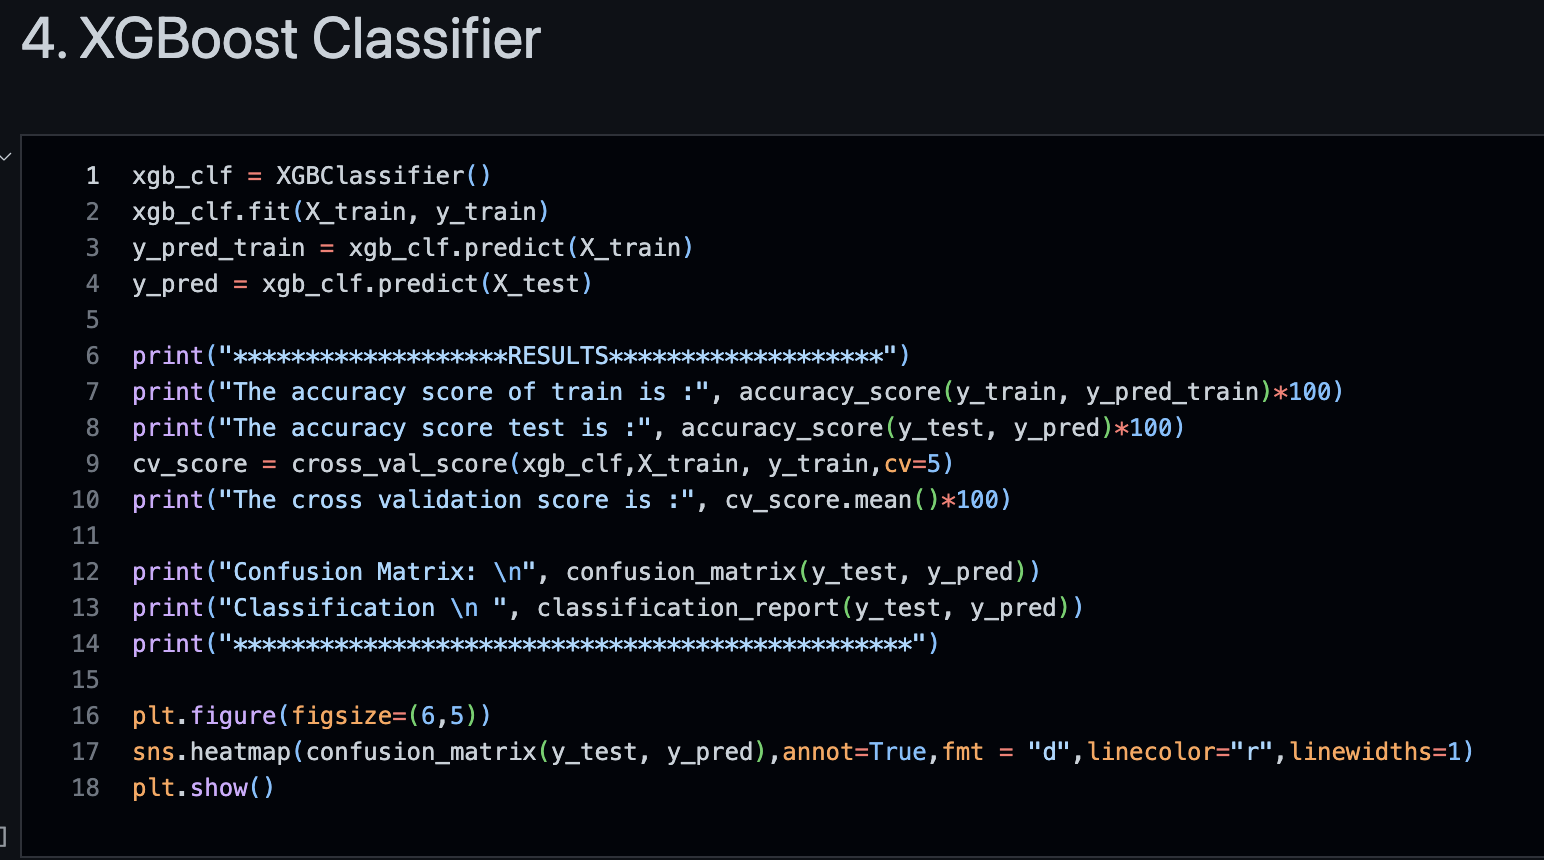 4. XGBoost Classifier
1 xgb_clf = XGBClassifier()
2 xgb_clf.fit(X_train, y_train)
3 y_pred_train = xgb_clf.predict(X_train)
4 y_pred = xgb_clf.predict(X_test)
5
6 print("*******************RESULTS*******************")
7 print("The accuracy score of train is :", accuracy_score(y_train, y_pred_train)*100)
8 print("The accuracy score test is :", accuracy_score(y_test, y_pred)*100)
9 cv_score = cross_val_score(xgb_clf,X_train, y_train,cv=5)
10 print("The cross validation score is :", cv_score.mean()*100)
11
12 print("Confusion Matrix: \n", confusion_matrix(y_test, y_pred))
13 print("Classification \n ", classification_report(y_test, y_pred))
14 print("***********************************************")
15
16 plt.figure(figsize=(6,5))
17 sns.heatmap(confusion_matrix(y_test, y_pred),annot=True,fmt = "d",linecolor="r",linewidths=1)
18 plt.show()
]